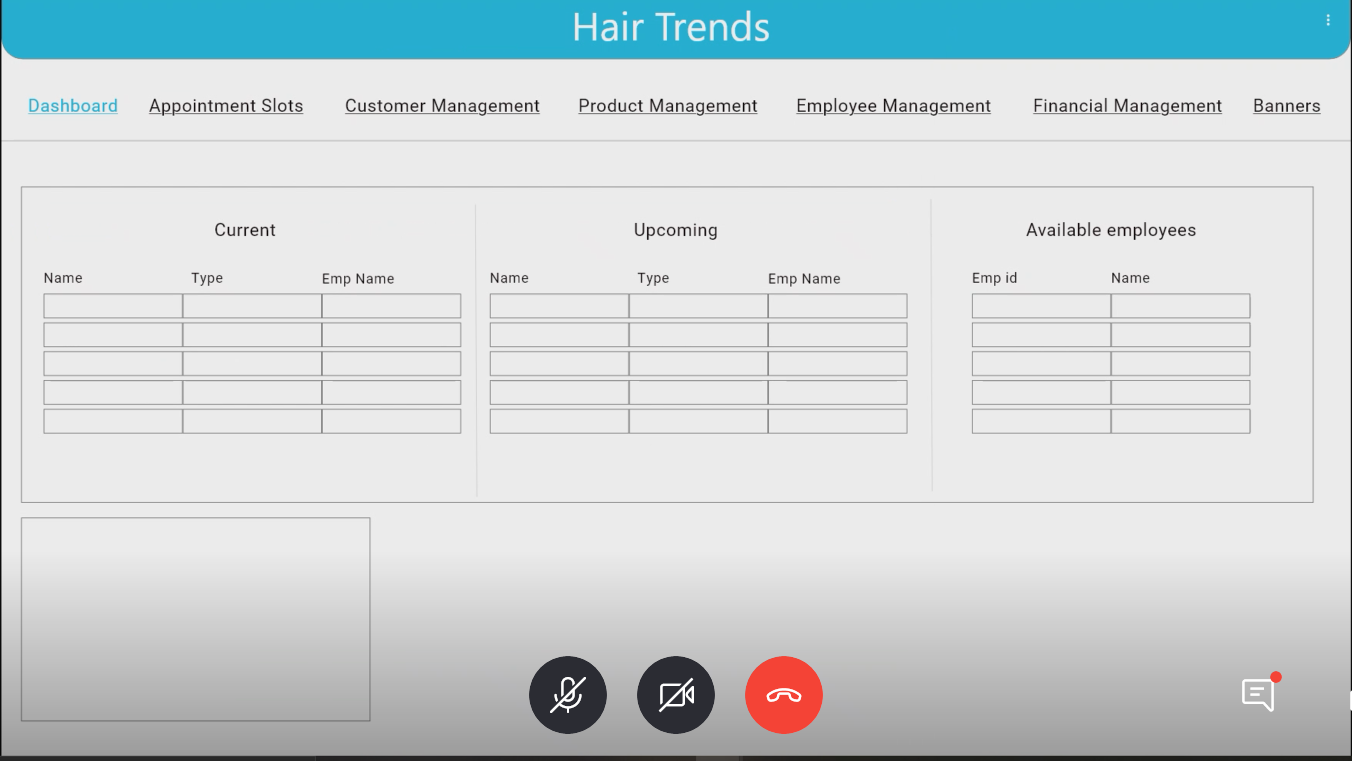 Hair Trends
Dashboard Appointment Slots Customer Management Product Management Employee Management Financial Management Banners
Current Upcoming Available employees
Name Type Emp Name Name Type Emp Name Emp id Name